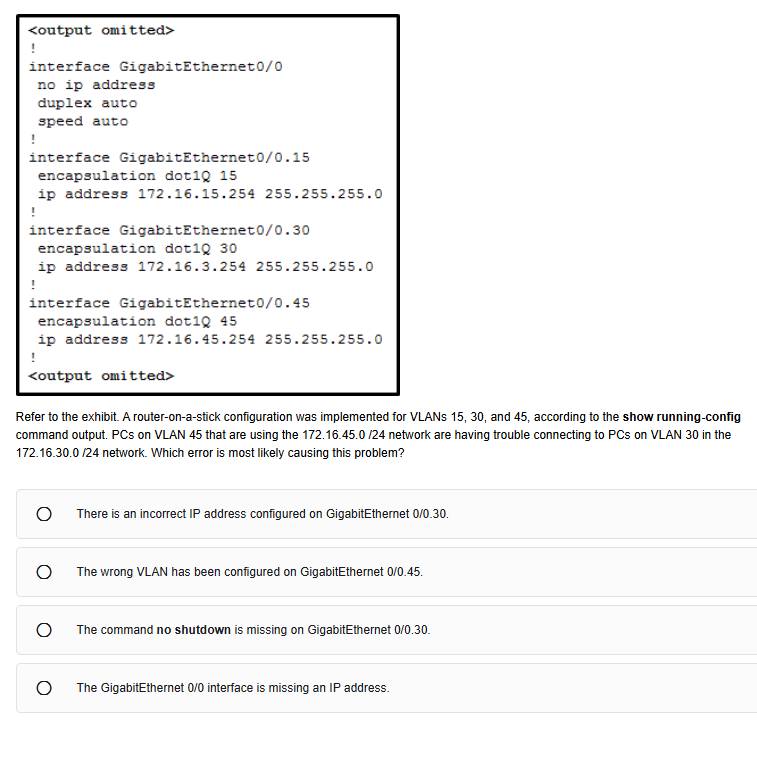 <output omitted>
!
interface GigabitEthernet0/0
no ip address
duplex auto
speed auto
!
interface GigabitEthernet0/0.15
encapsulation dot1Q 15
ip address 172.16.15.254 255.255.255.0
!
interface GigabitEthernet0/0.30
encapsulation dot1Q 30
ip address 172.16.3.254 255.255.255.0
!
interface GigabitEthernet0/0.45
encapsulation dot1Q 45
ip address 172.16.45.254 255.255.255.0
!
<output omitted>
Refer to the exhibit. A router-on-a-stick configuration was implemented for VLANs 15, 30, and 45, according to the show running-config
command output. PCs on VLAN 45 that are using the 172.16.45.0 /24 network are having trouble connecting to PCs on VLAN 30 in the
172.16.30.0 /24 network. Which error is most likely causing this problem?
There is an incorrect IP address configured on GigabitEthernet 0/0.30.
The wrong VLAN has been configured on GigabitEthernet 0/0.45.
The command no shutdown is missing on GigabitEthernet 0/0.30.
The GigabitEthernet 0/0 interface is missing an IP address.